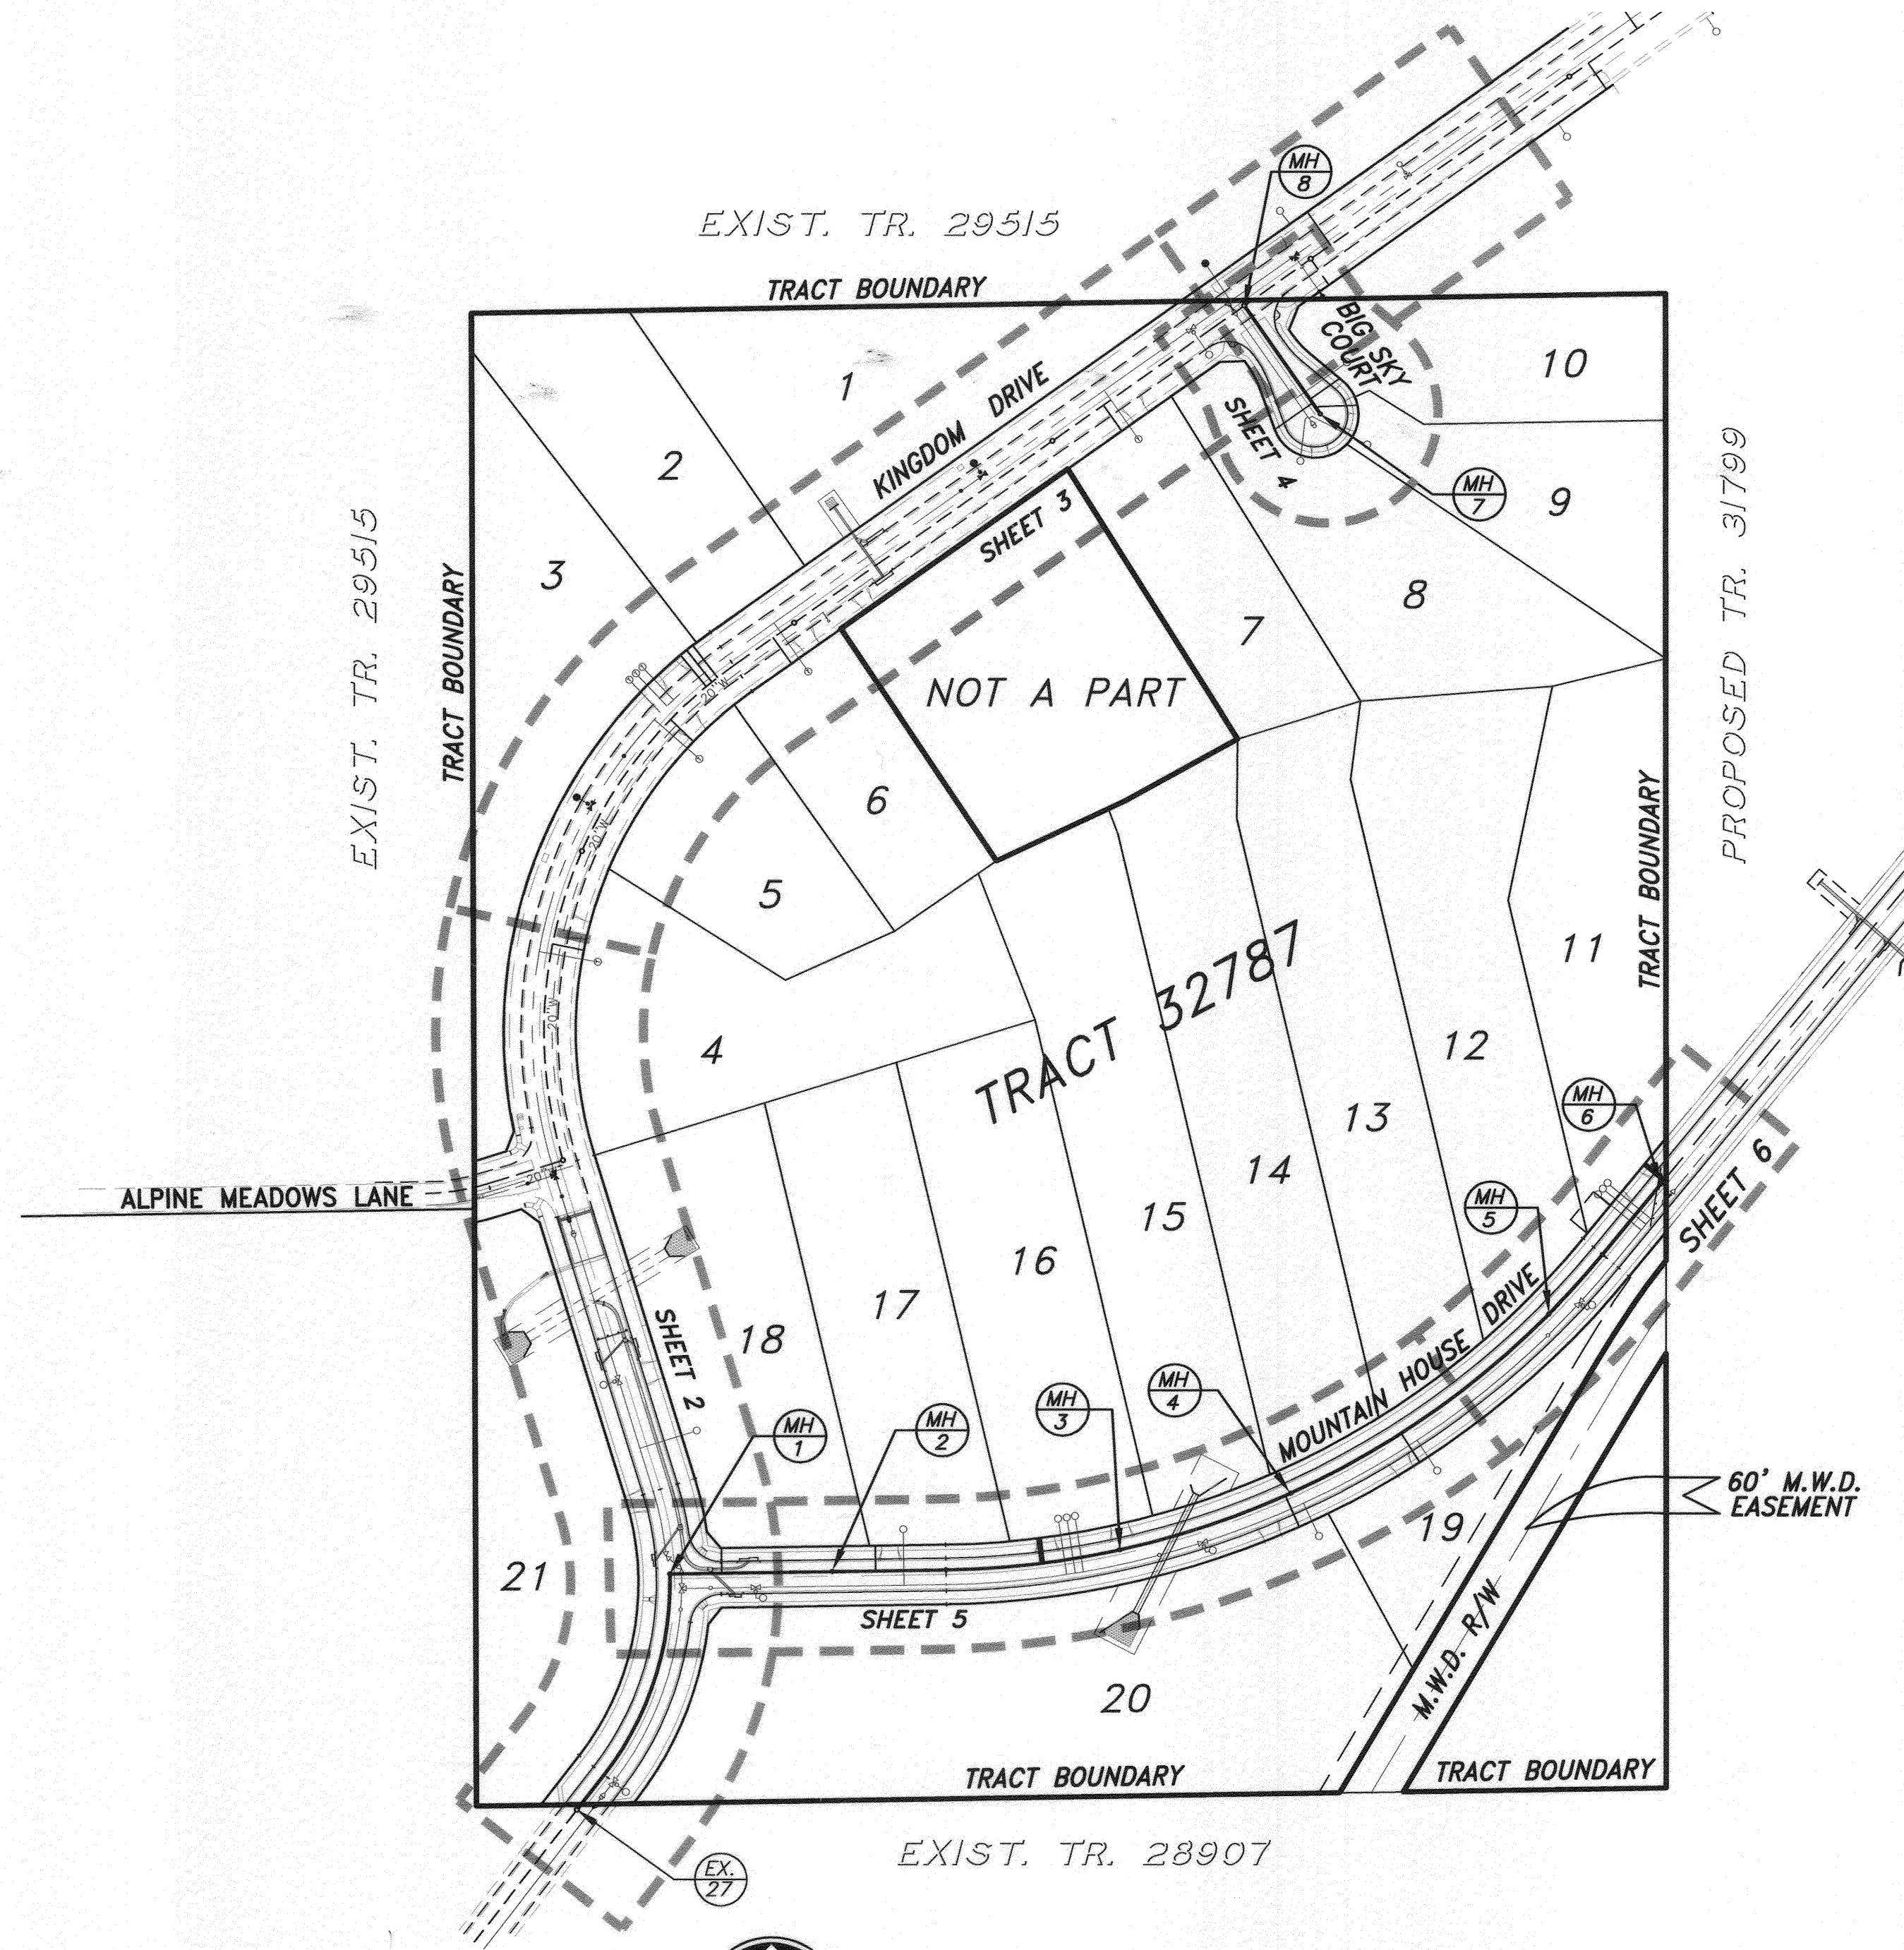 MH
8
EXIST. TR. 29515
TRACT BOUNDARY
BIG SKY
COURT
10
1
KINGDOM DRIVE
2
SHEET 4
MH
7
9
3
SHEET 3
EXIST. TR. 29515
TRACT BOUNDARY
PROPOSED TR. 31799
8
7
NOT A PART
20"W
6
20"W
5
TRACT BOUNDARY
11
TRACT 32787
20"W
4
12
13
MH
6
SHEET 6
14
20"W
ALPINE MEADOWS LANE
MH
5
15
16
17
18
SHEET 2
MOUNTAIN HOUSE DRIVE
MH
4
MH
3
MH
2
MH
1
60' M.W.D.
EASEMENT
19
21
SHEET 5
M.W.D. R/W
20
TRACT BOUNDARY
TRACT BOUNDARY
EXIST. TR. 28907
EX.
27